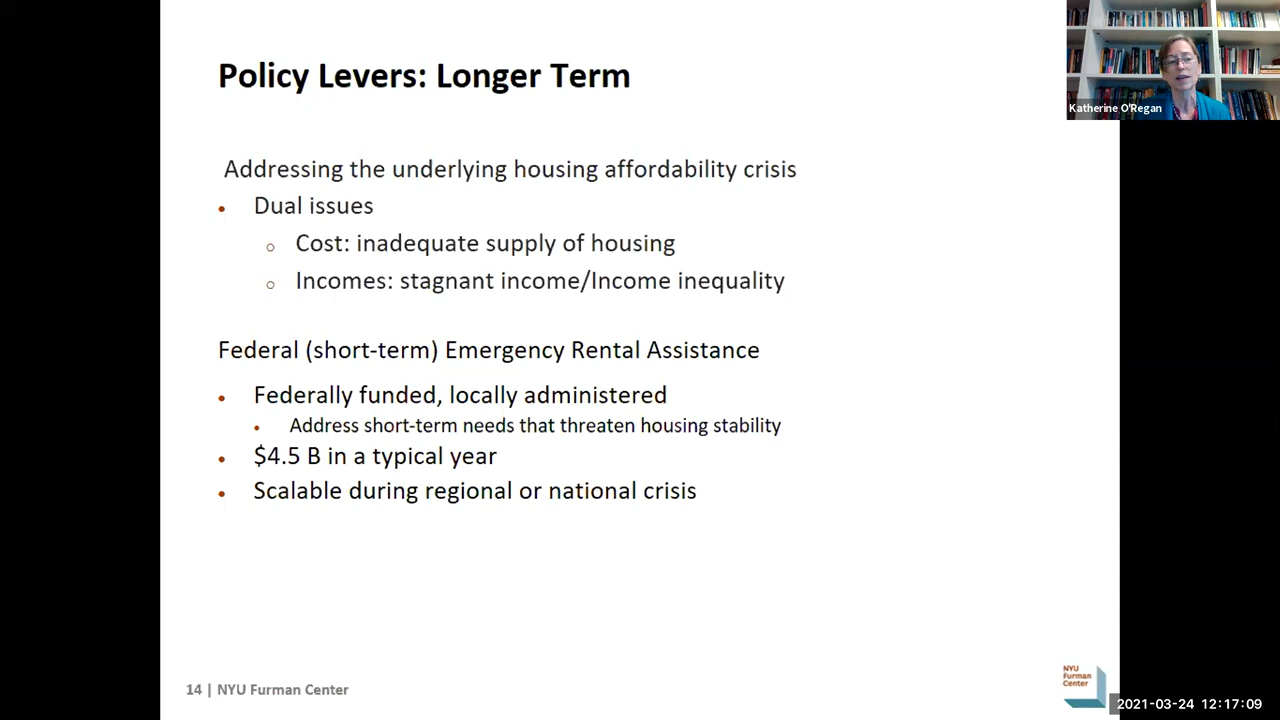 Policy Levers: Longer Term
Katherine O'Regan
Addressing the underlying housing affordability crisis
• Dual issues
○ Cost: inadequate supply of housing
○ Incomes: stagnant income/Income inequality
Federal (short-term) Emergency Rental Assistance
• Federally funded, locally administered
• Address short-term needs that threaten housing stability
• $4.5 B in a typical year
• Scalable during regional or national crisis
14 | NYU Furman Center
NYU
Furman
Center
2021-03-24 12:17:09